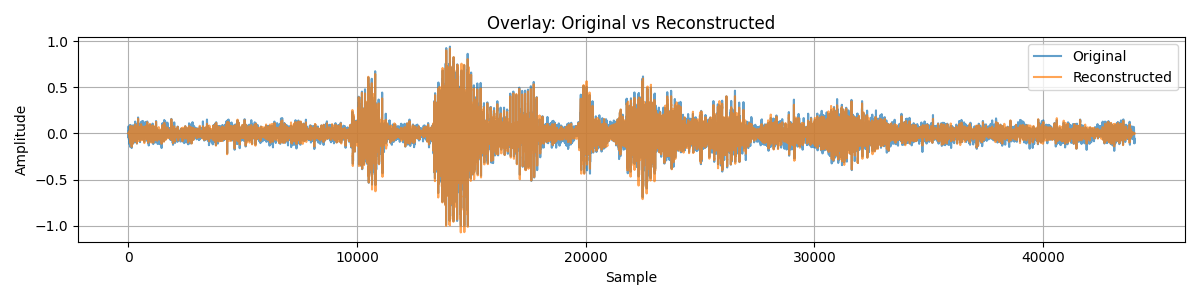 Overlay: Original vs Reconstructed
Amplitude
1.0
0.5
0.0
−0.5
−1.0
Original
Reconstructed
0
10000
20000
30000
40000
Sample